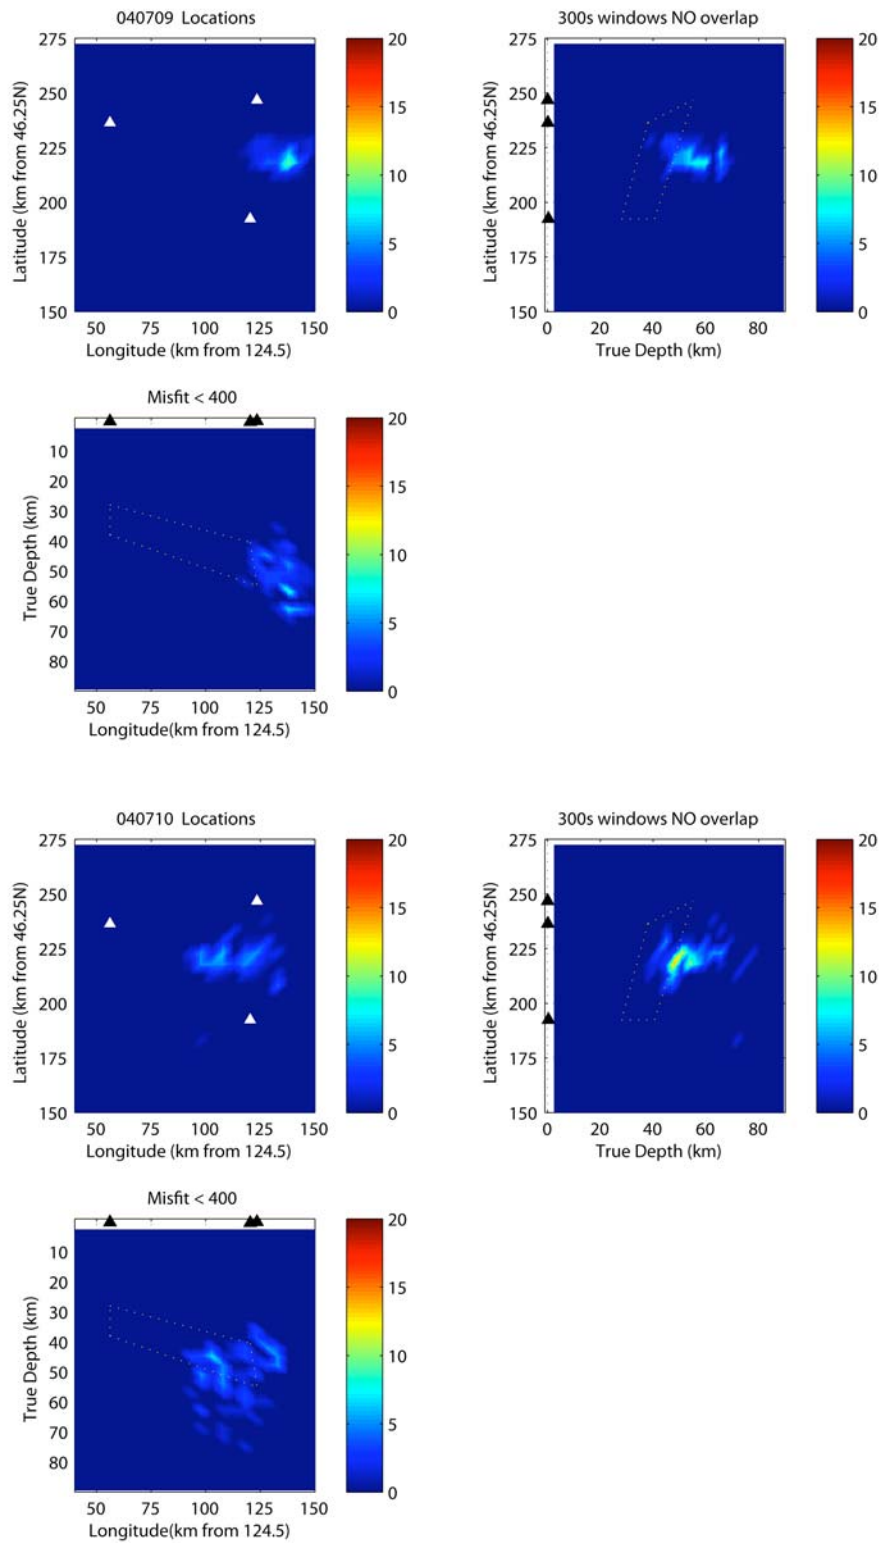 040709 Locations
275
250
225
200
175
150
Latitude (km from 46.25N)
50 75 100 125 150
Longitude (km from 124.5)
20
15
10
5
0
300s windows NO overlap
275
250
225
200
175
150
Latitude (km from 46.25N)
0 20 40 60 80
True Depth (km)
20
15
10
5
0
Misfit < 400
10
20
30
40
50
60
70
80
True Depth (km)
50 75 100 125 150
Longitude(km from 124.5)
20
15
10
5
0
040710 Locations
275
250
225
200
175
150
Latitude (km from 46.25N)
50 75 100 125 150
Longitude (km from 124.5)
20
15
10
5
0
300s windows NO overlap
275
250
225
200
175
150
Latitude (km from 46.25N)
0 20 40 60 80
True Depth (km)
20
15
10
5
0
Misfit < 400
10
20
30
40
50
60
70
80
True Depth (km)
50 75 100 125 150
Longitude(km from 124.5)
20
15
10
5
0